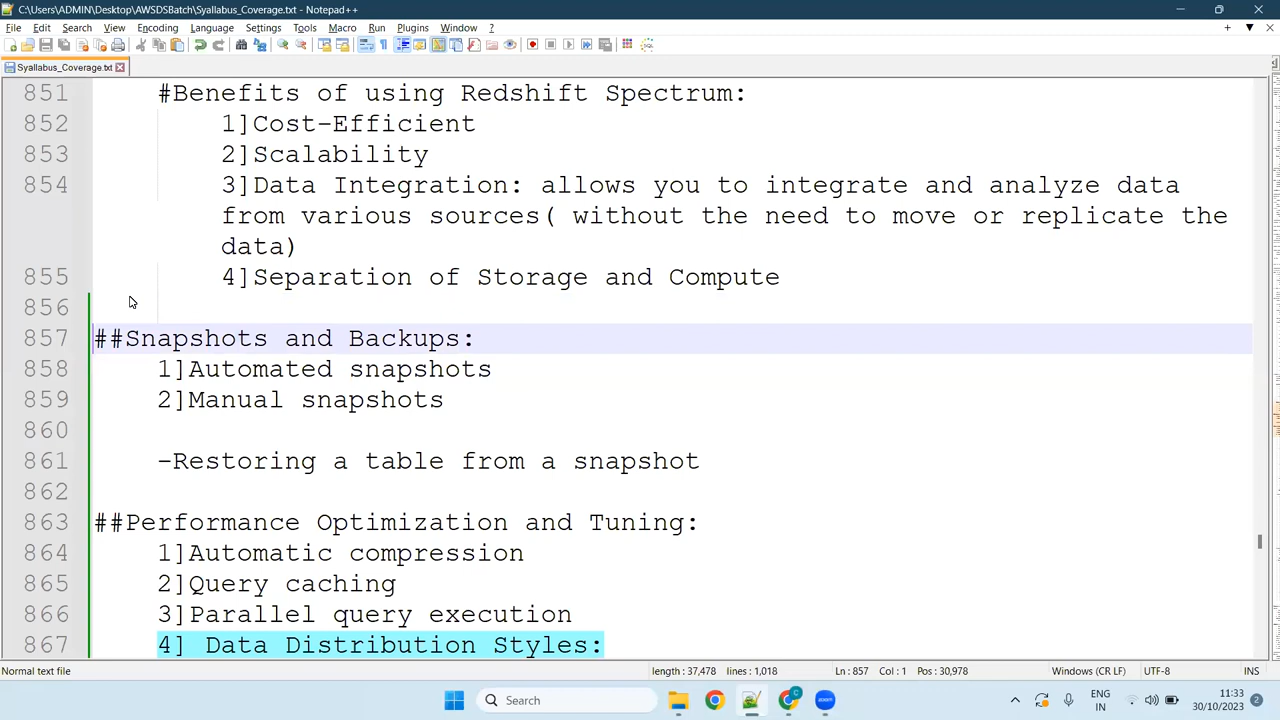 C:\Users\ADMIN\Desktop\AWSDSBatch\Syallabus_Coverage.txt - Notepad++
File Edit Search View Encoding Language Settings Tools Macro Run Plugins Window ?
Syallabus_Coverage.txt
851 #Benefits of using Redshift Spectrum:
852 1]Cost-Efficient
853 2]Scalability
854 3]Data Integration: allows you to integrate and analyze data
from various sources( without the need to move or replicate the
data)
855 4]Separation of Storage and Compute
856
857 ##Snapshots and Backups:
858 1]Automated snapshots
859 2]Manual snapshots
860
861 -Restoring a table from a snapshot
862
863 ##Performance Optimization and Tuning:
864 1]Automatic compression
865 2]Query caching
866 3]Parallel query execution
867 4] Data Distribution Styles:
Normal text file length : 37,478 lines : 1,018 Ln : 857 Col : 1 Pos : 30,978 Windows (CR LF) UTF-8 INS
Search ENG IN 11:33 30/10/2023